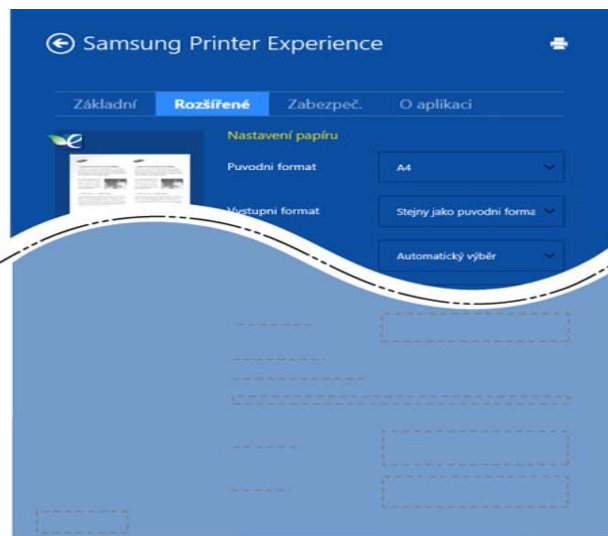 Samsung Printer Experience
Základní Rozšířené Zabezpeč. O aplikaci
Nastavení papíru
Puvodni format A4
Vystupni format Stejny jako puvodni forma
Automatický výběr